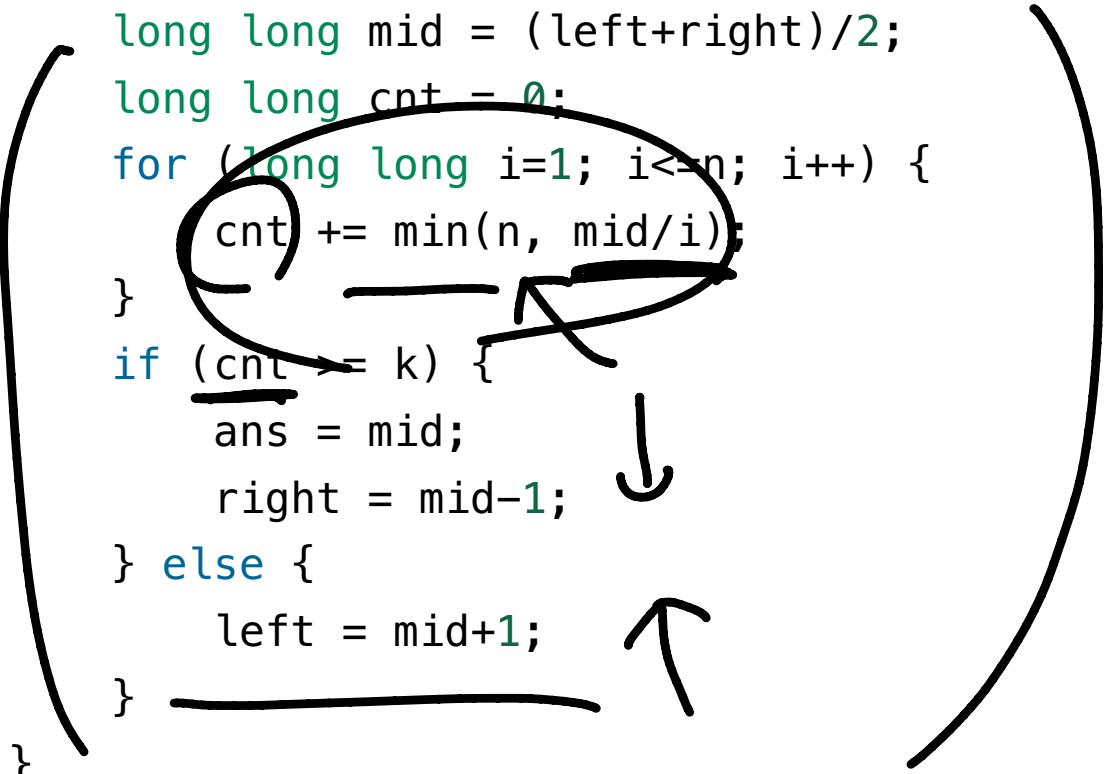 long long mid = (left+right)/2;
long long cnt = 0;
for (long long i=1; i<=n; i++) {
cnt += min(n, mid/i);
}
if (cnt >= k) {
ans = mid;
right = mid-1;
} else {
left = mid+1;
}
}